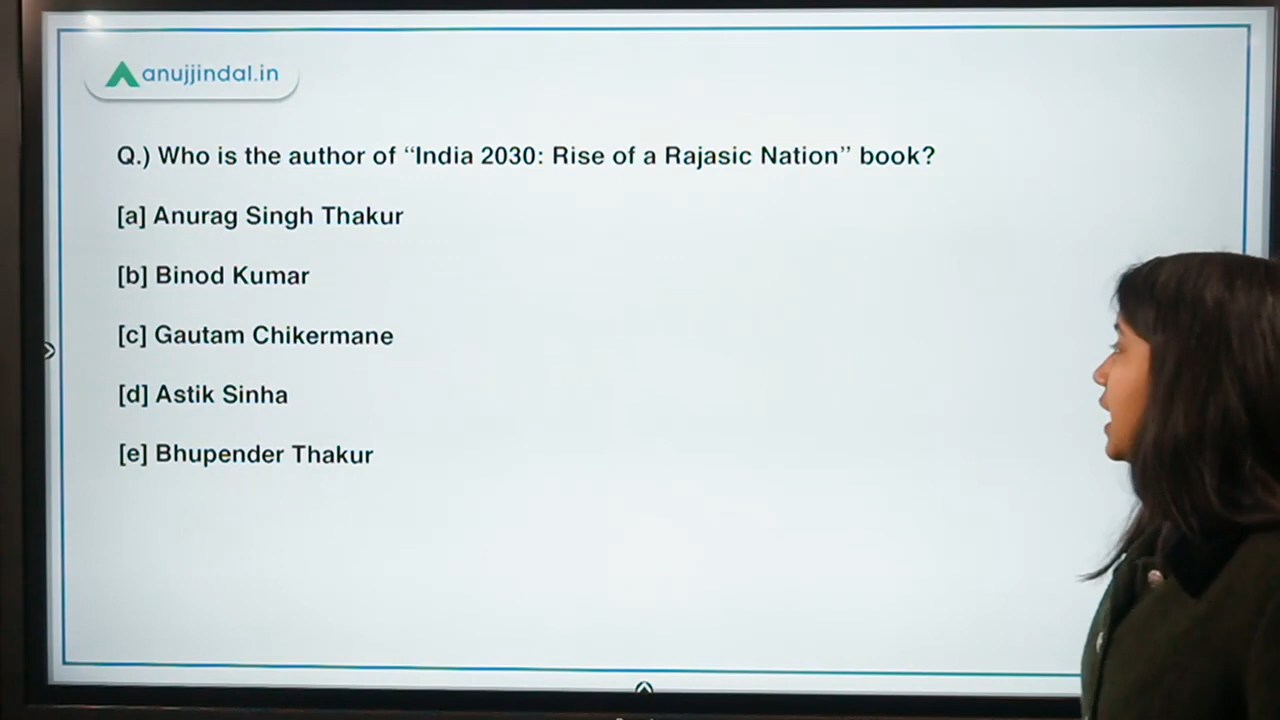 anujjindal.in
Q.) Who is the author of “India 2030: Rise of a Rajasic Nation” book?
[a] Anurag Singh Thakur
[b] Binod Kumar
[c] Gautam Chikermane
[d] Astik Sinha
[e] Bhupender Thakur